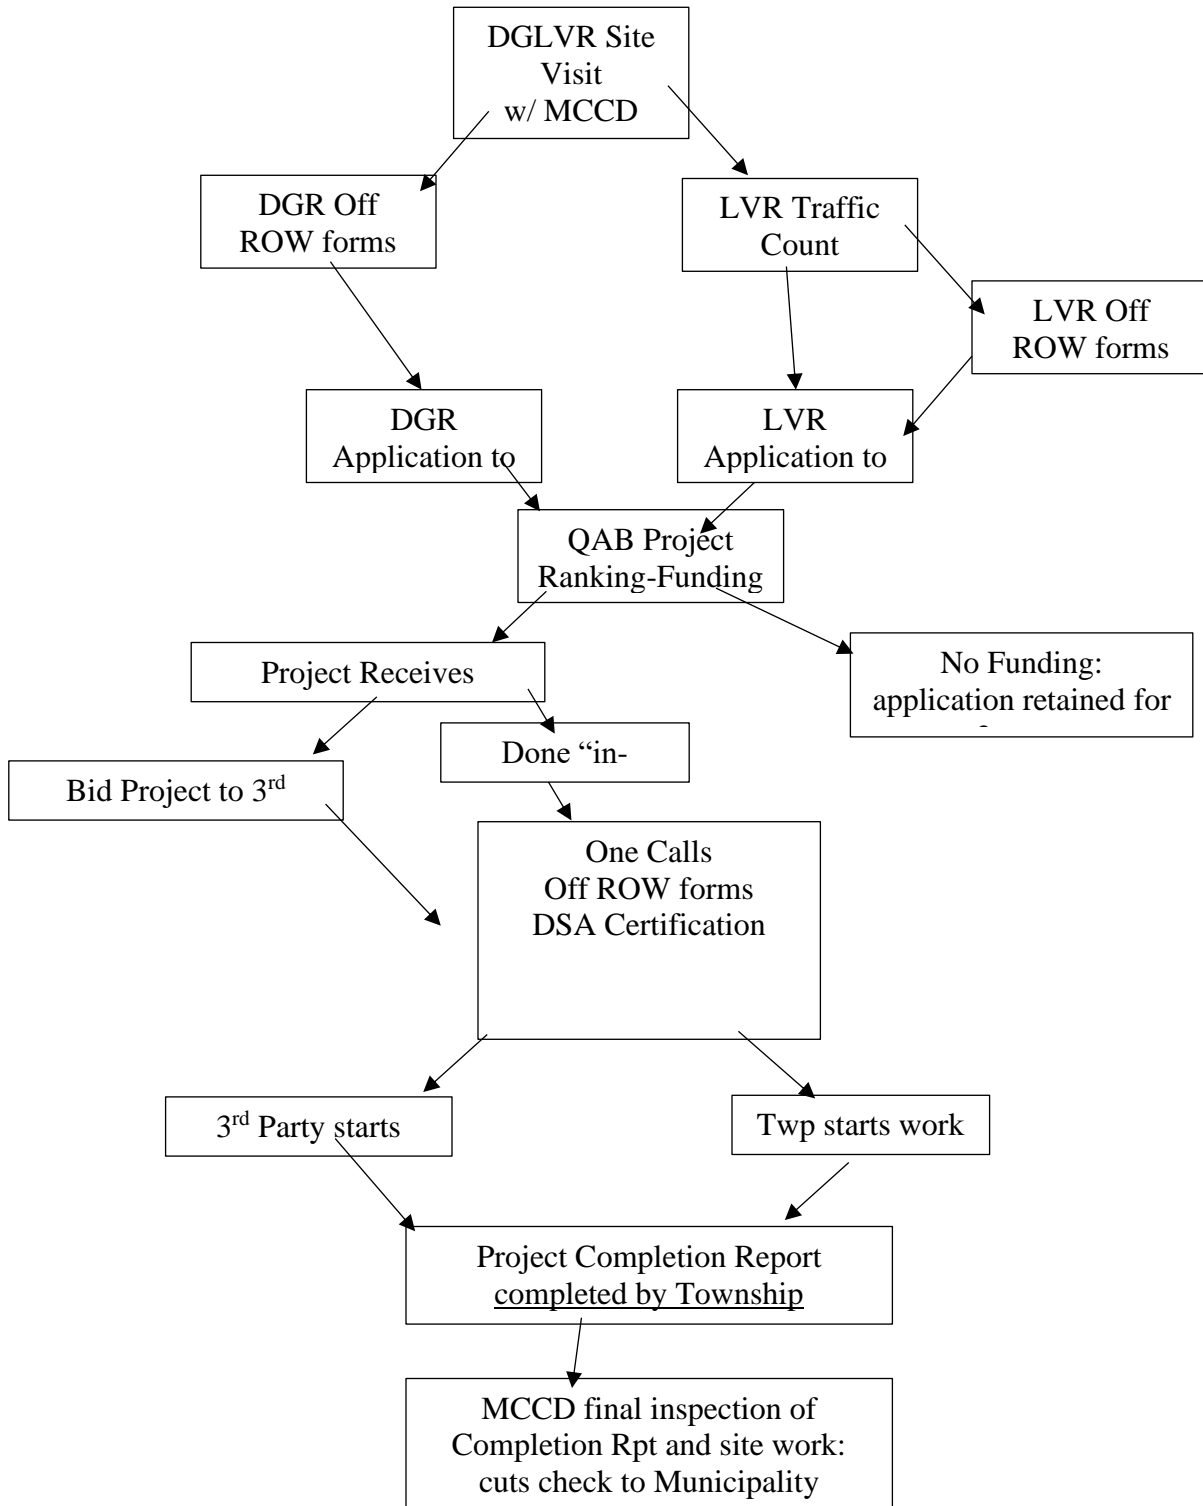 DGLVR Site
Visit
w/ MCCD
DGR Off
ROW forms
LVR Traffic
Count
LVR Off
ROW forms
DGR
Application to
LVR
Application to
QAB Project
Ranking-Funding
Project Receives
No Funding:
application retained for
Done “in-
Bid Project to 3rd
One Calls
Off ROW forms
DSA Certification
3rd Party starts
Twp starts work
Project Completion Report
completed by Township
MCCD final inspection of
Completion Rpt and site work:
cuts check to Municipality